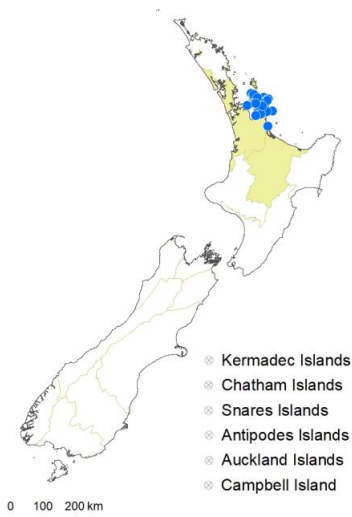 Kermadec Islands
Chatham Islands
Snares Islands
Antipodes Islands
Auckland Islands
Campbell Island
0 100 200 km